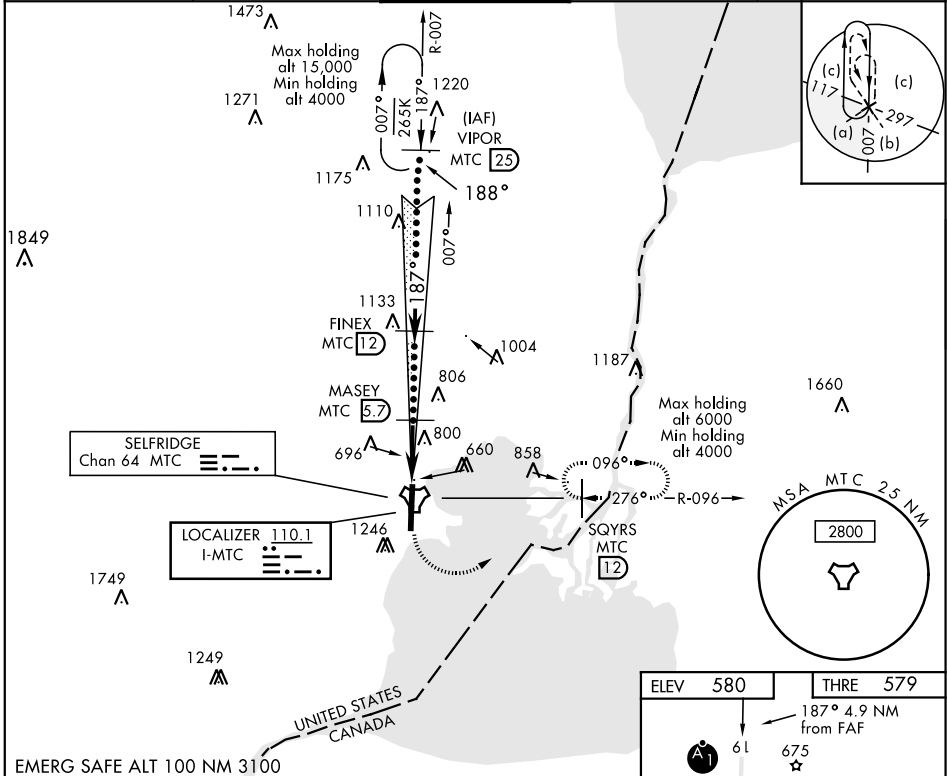 1473
Max holding
alt 15,000
Min holding
alt 4000
R-007
1220
1271
007°
265K
187°
(IAF)
VIPOR
MTC 25
1175
188°
1110
007°
1849
187°
1133
FINEX
MTC 12
1004
MASEY
MTC 5.7
806
1187
1660
Max holding
alt 6000
Min holding
alt 4000
SELFRIDGE
Chan 64 MTC
696
800
660
858
096°
276°
R-096
SQYRS
MTC
12
LOCALIZER 110.1
I-MTC
1246
1749
1249
MSA MTC 25 NM
2800
(c)
(c)
117
297
(a)
007
(b)
UNITED STATES
CANADA
ELEV 580
THRE 579
187° 4.9 NM
from FAF
A1
675
EMERG SAFE ALT 100 NM 3100